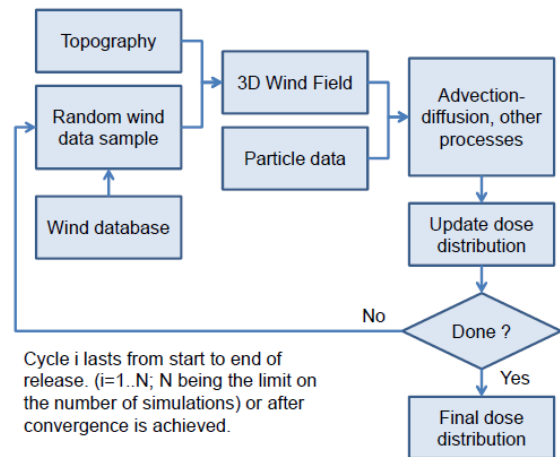 Topography
3D Wind Field
Advection-
diffusion, other
processes
Random wind
data sample
Particle data
Wind database
Update dose
distribution
No
Done ?
Cycle i lasts from start to end of
release. (i=1..N; N being the limit on
the number of simulations) or after
convergence is achieved.
Yes
Final dose
distribution